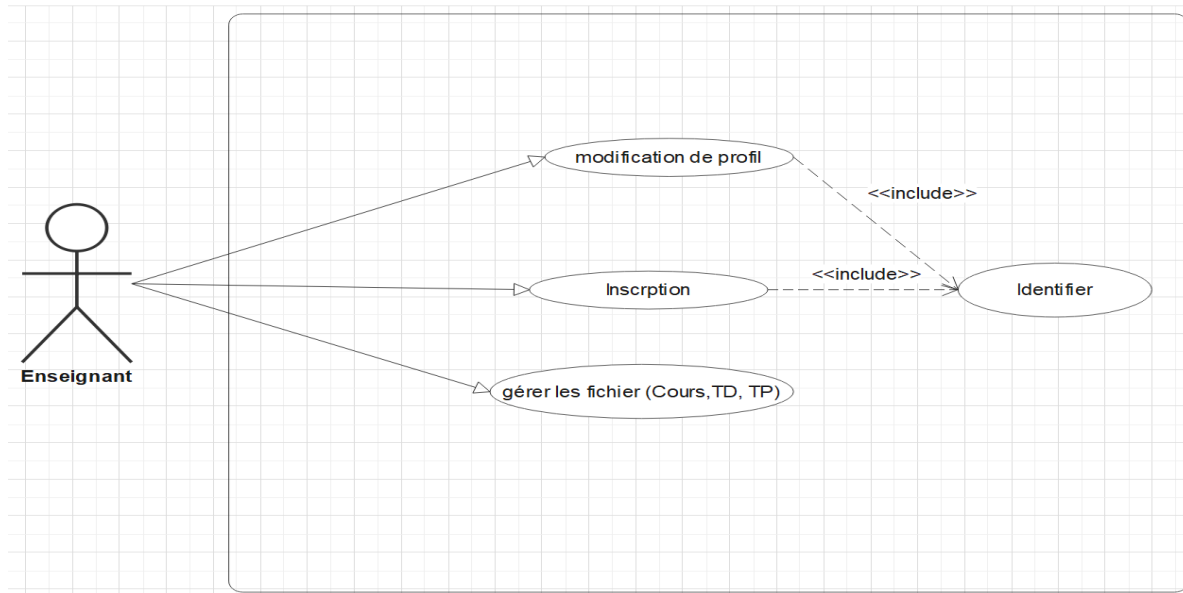 modification de profil
<<include>>
<<include>>
Inscrption
Identifier
Enseignant
gérer les fichier (Cours,TD, TP)